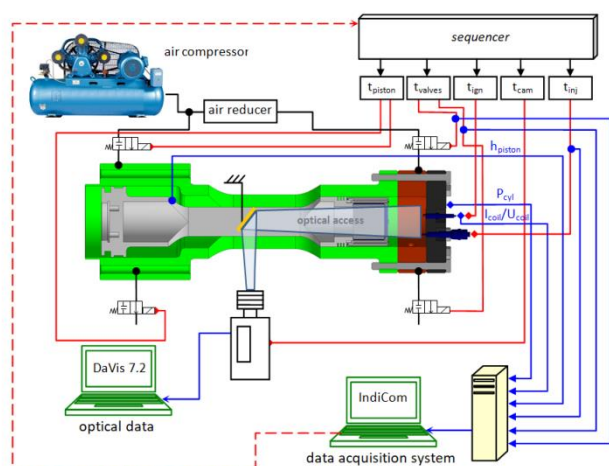 air compressor
sequencer
air reducer
t_piston
t_valves
t_ign
t_cam
t_inj
h_piston
p_cyl
I_coil/U_coil
optical access
DaVis 7.2
IndiCom
optical data
data acquisition system